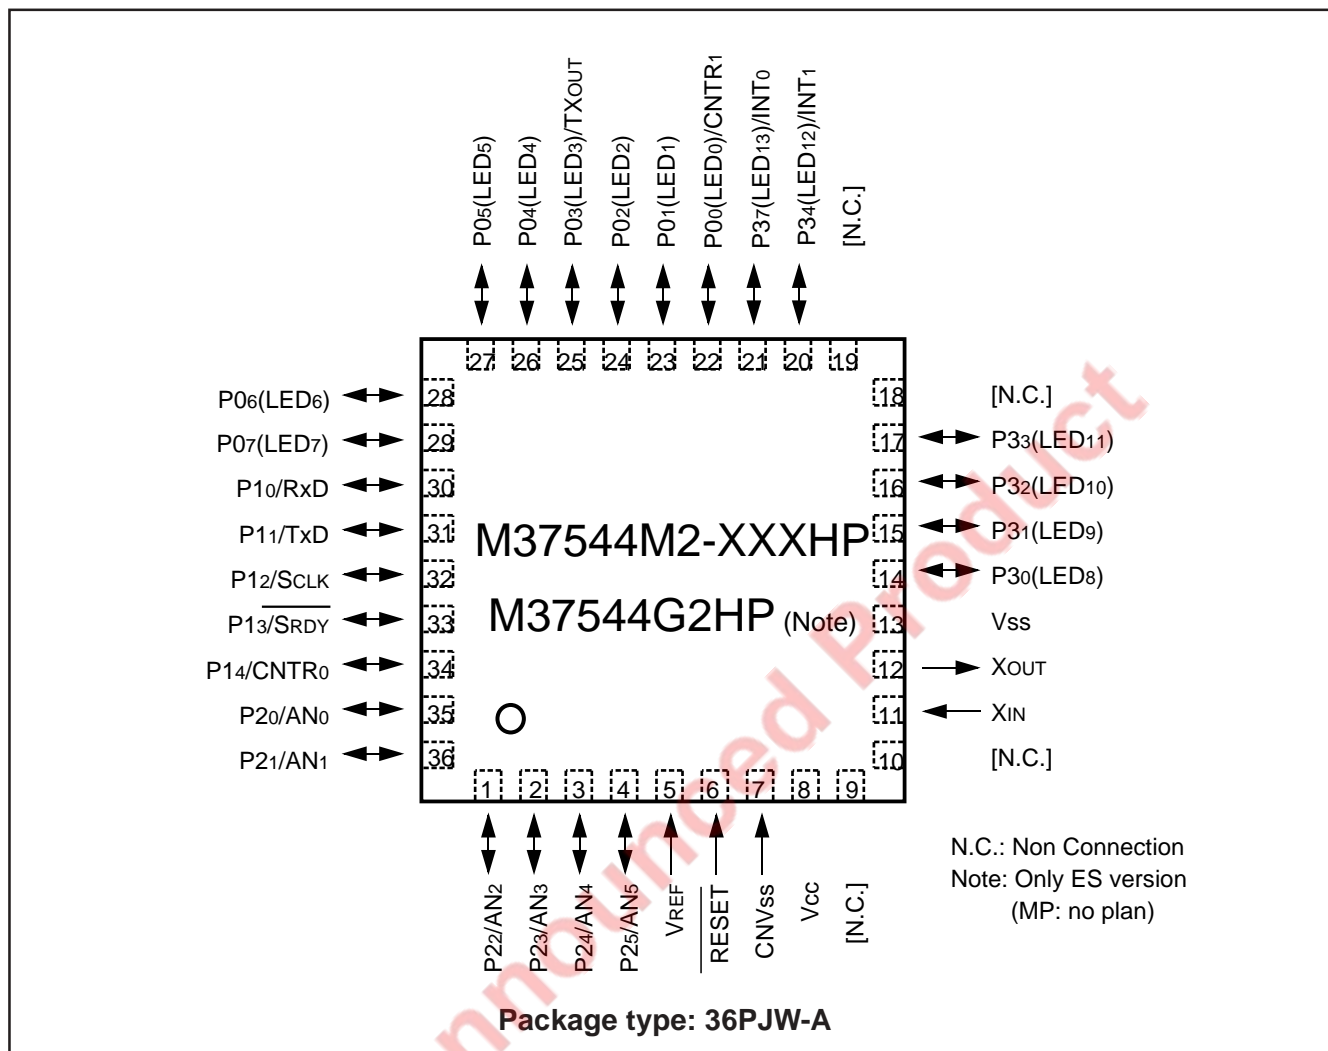 P05(LED5)
P04(LED4)
P03(LED3)/TXOUT
P02(LED2)
P01(LED1)
P00(LED0)/CNTR1
P37(LED13)/INT0
P34(LED12)/INT1
[N.C.]
27 26 25 24 23 22 21 20 19
P06(LED6) 28
P07(LED7) 29
P10/RxD 30
P11/TxD 31
P12/SCLK 32
P13/SRDY 33
P14/CNTR0 34
P20/AN0 35
P21/AN1 36
18 [N.C.]
17 P33(LED11)
16 P32(LED10)
15 P31(LED9)
14 P30(LED8)
13 Vss
12 XOUT
11 XIN
10 [N.C.]
M37544M2-XXXHP
M37544G2HP (Note)
1 2 3 4 5 6 7 8 9
P22/AN2
P23/AN3
P24/AN4
P25/AN5
VREF
RESET
CNVss
Vcc
[N.C.]
N.C.: Non Connection
Note: Only ES version
(MP: no plan)
Package type: 36PJW-A
nnounced Product